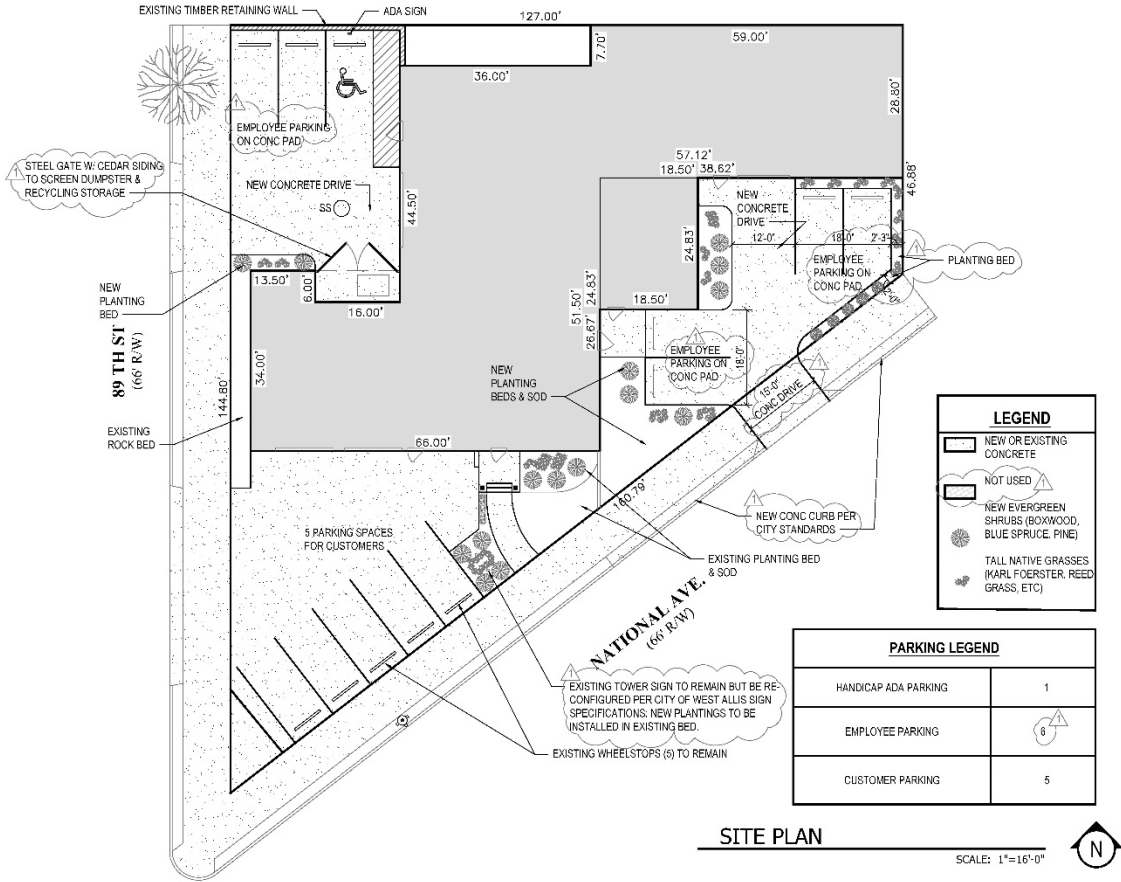 EXISTING TIMBER RETAINING WALL
ADA SIGN
127.00'
59.00'
7.70'
36.00'
28.80'
1
EMPLOYEE PARKING
ON CONC PAD
1
STEEL GATE W/ CEDAR SIDING
TO SCREEN DUMPSTER &
RECYCLING STORAGE
NEW CONCRETE DRIVE
SS
44.50'
57.12'
18.50'
38.62'
46.88'
NEW
CONCRETE
DRIVE
12'-0"
18'-0"
2'-3"
1
EMPLOYEE
PARKING ON
CONC PAD
PLANTING BED
24.83'
13.50'
6.00'
16.00'
NEW
PLANTING
BED
89 TH ST
(66' R/W)
34.00'
144.80'
EXISTING
ROCK BED
24.83'
51.50'
26.67'
18.50'
1
EMPLOYEE
PARKING ON
CONC PAD
18'-0"
1
15'-0"
CONC DRIVE
NEW
PLANTING
BEDS & SOD
66.00'
160.79'
1
NEW CONC CURB PER
CITY STANDARDS
5 PARKING SPACES
FOR CUSTOMERS
EXISTING PLANTING BED
& SOD
NATIONAL AVE.
(66' R/W)
1
EXISTING TOWER SIGN TO REMAIN BUT BE RE-
CONFIGURED PER CITY OF WEST ALLIS SIGN
SPECIFICATIONS. NEW PLANTINGS TO BE
INSTALLED IN EXISTING BED.
EXISTING WHEELSTOPS (5) TO REMAIN
LEGEND
NEW OR EXISTING
CONCRETE
NOT USED
1
NEW EVERGREEN
SHRUBS (BOXWOOD,
BLUE SPRUCE, PINE)
TALL NATIVE GRASSES
(KARL FOERSTER, REED
GRASS, ETC)
PARKING LEGEND
HANDICAP ADA PARKING
1
EMPLOYEE PARKING
1
CUSTOMER PARKING
5
SITE PLAN
SCALE: 1"=16'-0"
N